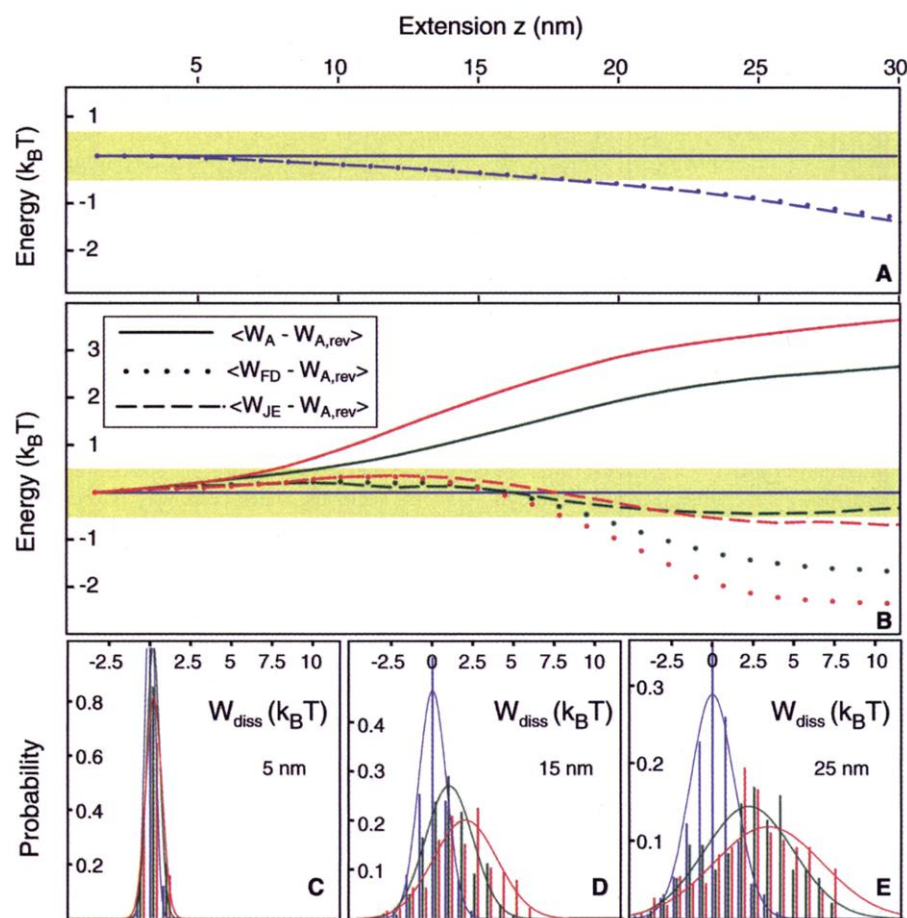 Extension z (nm)
5 10 15 20 25 30
Energy (kBT)
1
-1
-2
A
Energy (kBT)
3
2
1
-1
-2
<WA - WA,rev>
<WFD - WA,rev>
<WJE - WA,rev>
B
Probability
-2.5 0 2.5 5 7.5 10
0.8
0.6
0.4
0.2
Wdiss (kBT)
5 nm
C
-2.5 0 2.5 5 7.5 10
0.4
0.3
0.2
0.1
Wdiss (kBT)
15 nm
D
-2.5 0 2.5 5 7.5 10
0.3
0.2
0.1
Wdiss (kBT)
25 nm
E